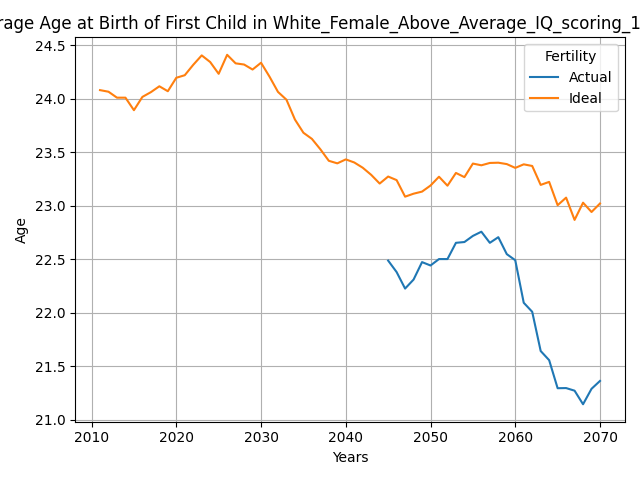 rage Age at Birth of First Child in White_Female_Above_Average_IQ_scoring_1
24.5
24.0
23.5
23.0
22.5
22.0
21.5
21.0
Age
Fertility
Actual
Ideal
2010 2020 2030 2040 2050 2060 2070
Years